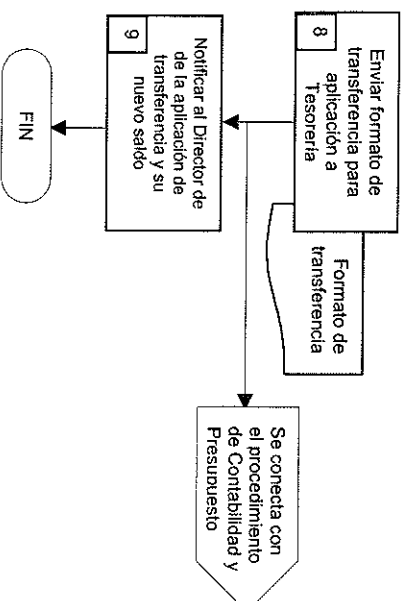 8
Enviar formato de
transferencia para
aplicación a
Tesorería
Formato de
transferencia
9
Notificar al Director de
de la aplicación de
transferencia y su
nuevo saldo
Se conecta con
el procedimiento
de Contabilidad y
Presupuesto
FIN